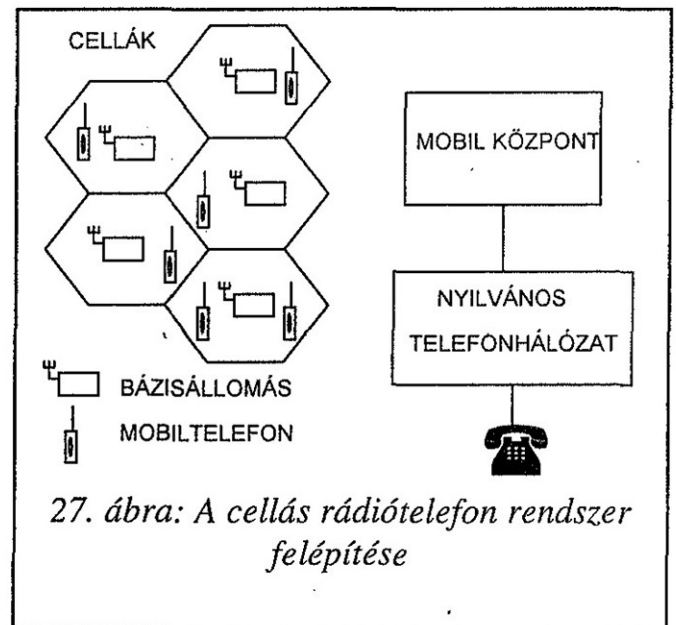 CELLÁK
MOBIL KÖZPONT
NYILVÁNOS
TELEFONHÁLÓZAT
BÁZISÁLLOMÁS
MOBILTELEFON
27. ábra: A cellás rádiótelefon rendszer
felépítése